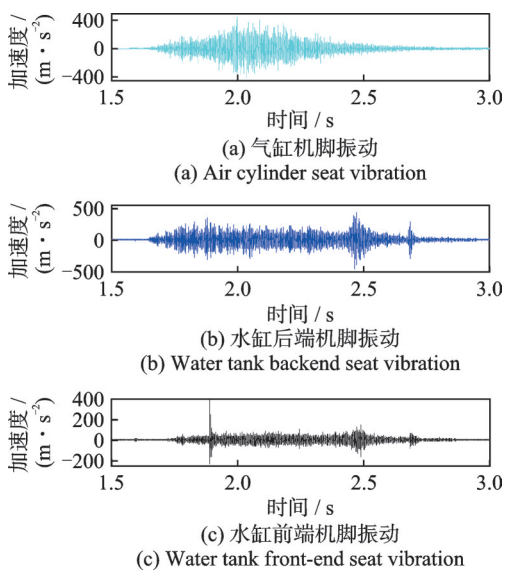 加速度 /
(m·s⁻²)
400
0
−400
1.5 2.0 2.5 3.0
时间 / s
(a) 气缸机脚振动
(a) Air cylinder seat vibration
加速度 /
(m·s⁻²)
500
0
−500
1.5 2.0 2.5 3.0
时间 / s
(b) 水缸后端机脚振动
(b) Water tank backend seat vibration
加速度 /
(m·s⁻²)
400
200
0
−200
1.5 2.0 2.5 3.0
时间 / s
(c) 水缸前端机脚振动
(c) Water tank front-end seat vibration